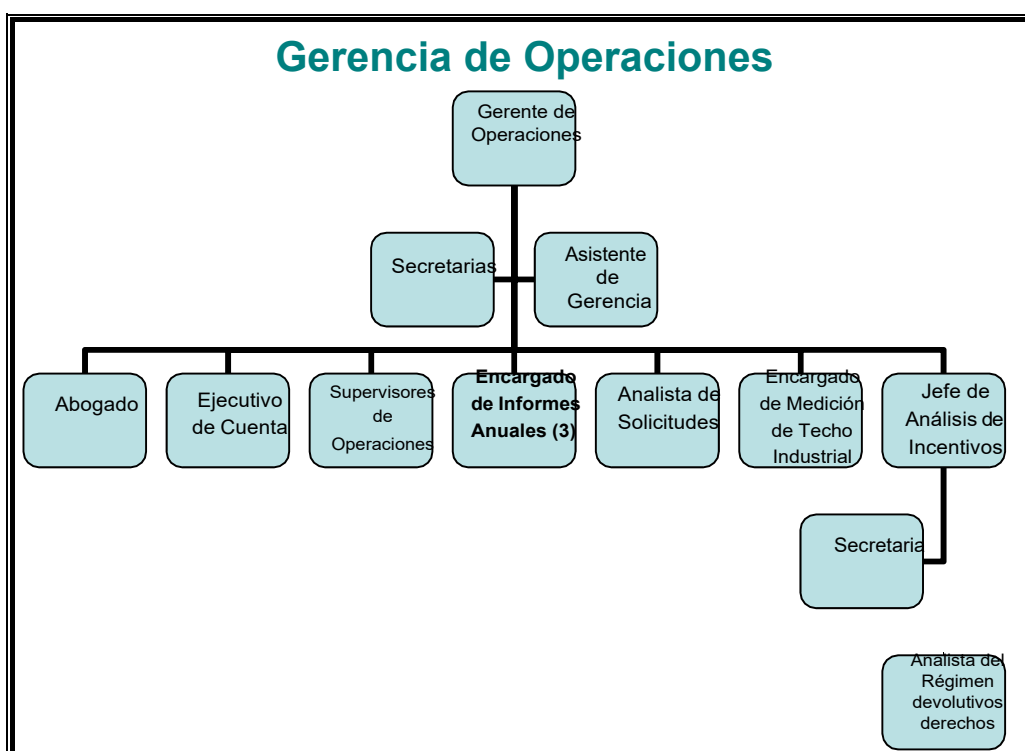 Gerencia de Operaciones
Gerente de
Operaciones
Secretarias
Asistente
de
Gerencia
Abogado
Ejecutivo
de Cuenta
Supervisores
de
Operaciones
Encargado
de Informes
Anuales (3)
Analista de
Solicitudes
Encargado
de Medición
de Techo
Industrial
Jefe de
Análisis de
Incentivos
Secretaria
Analista del
Régimen
devolutivos
derechos